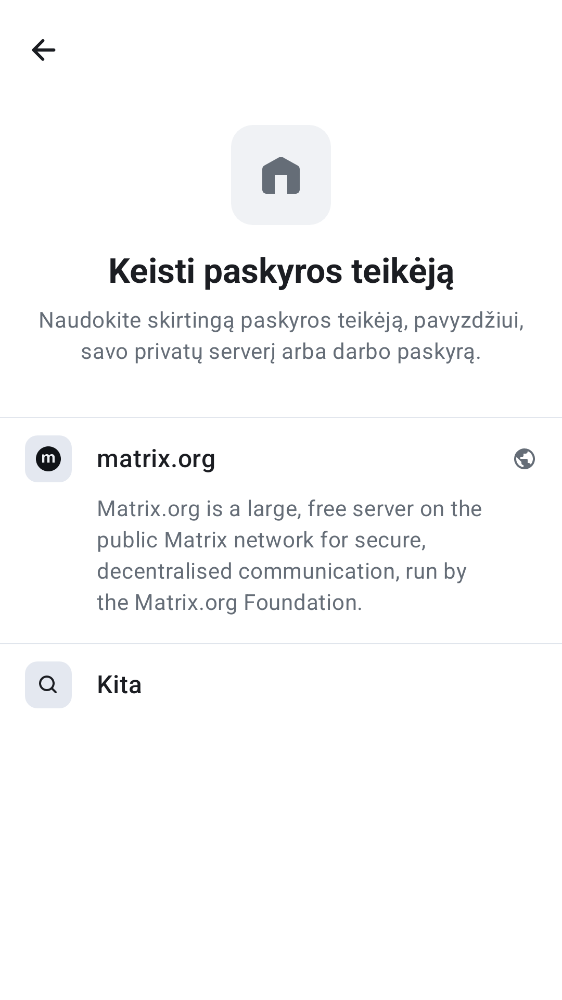 Keisti paskyros teikėją
Naudokite skirtingą paskyros teikėją, pavyzdžiui,
savo privatų serverį arba darbo paskyrą.
m
matrix.org
Matrix.org is a large, free server on the
public Matrix network for secure,
decentralised communication, run by
the Matrix.org Foundation.
Kita